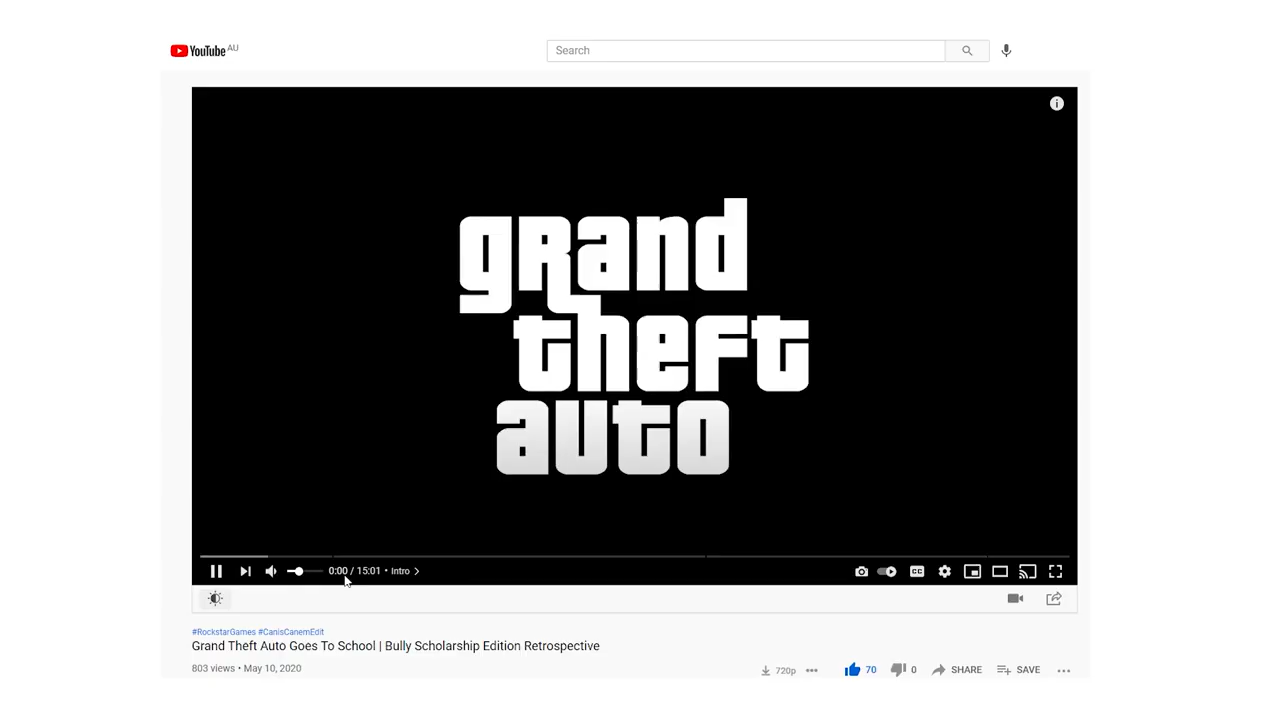 YouTube AU
Search
i
grand
theft
auto
0:00 / 15:01 • Intro >
CC
#RockstarGames #CanisCanemEdit
Grand Theft Auto Goes To School | Bully Scholarship Edition Retrospective
803 views • May 10, 2020
720p
70
0
SHARE
SAVE